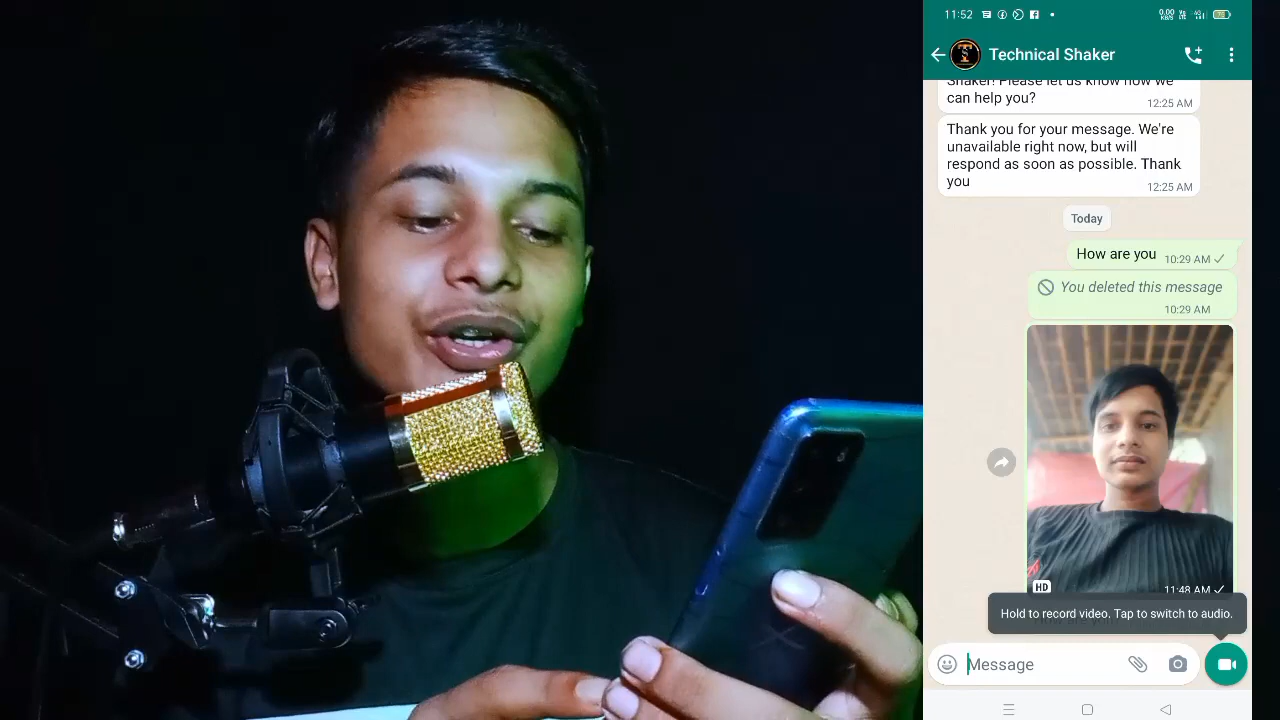 11:52
0.00
KB/S
Technical Shaker
Shaker! Please let us know how we
can help you?
12:25 AM
Thank you for your message. We're
unavailable right now, but will
respond as soon as possible. Thank
you
12:25 AM
Today
How are you
10:29 AM
You deleted this message
10:29 AM
HD
11:48 AM
Hold to record video. Tap to switch to audio.
Message